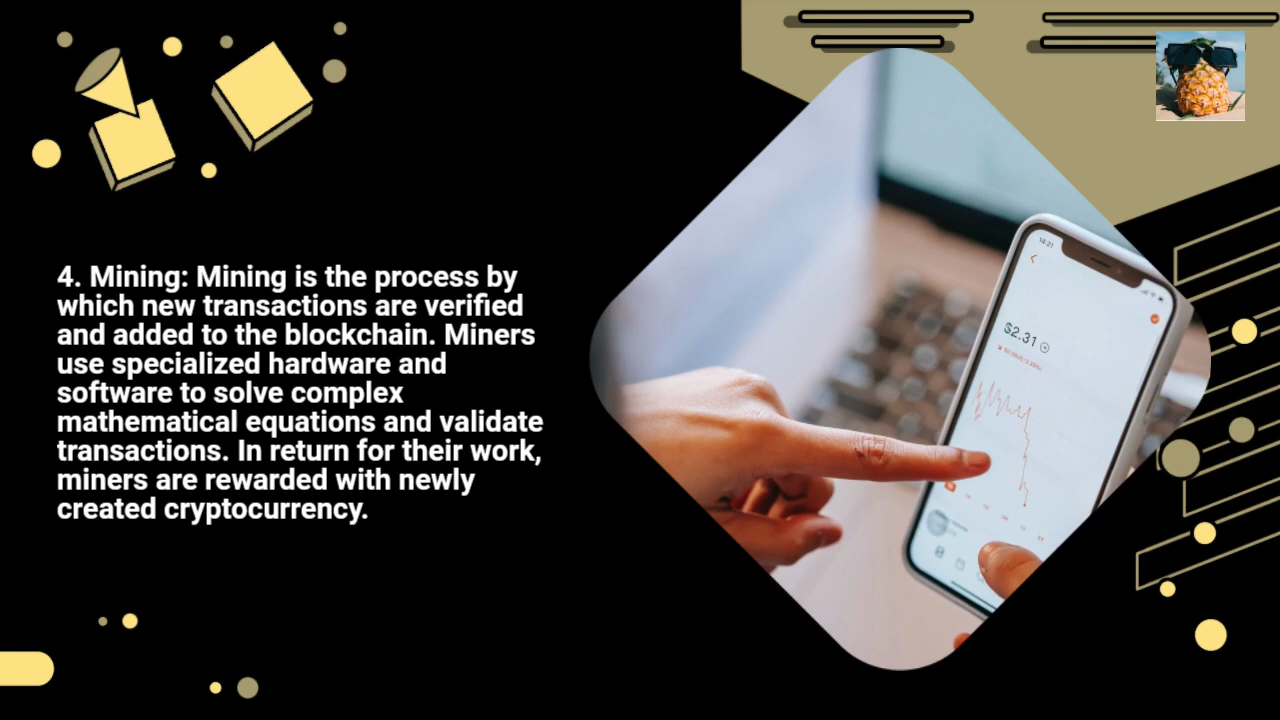 4. Mining: Mining is the process by
which new transactions are verified
and added to the blockchain. Miners
use specialized hardware and
software to solve complex
mathematical equations and validate
transactions. In return for their work,
miners are rewarded with newly
created cryptocurrency.
14:21
$2.31